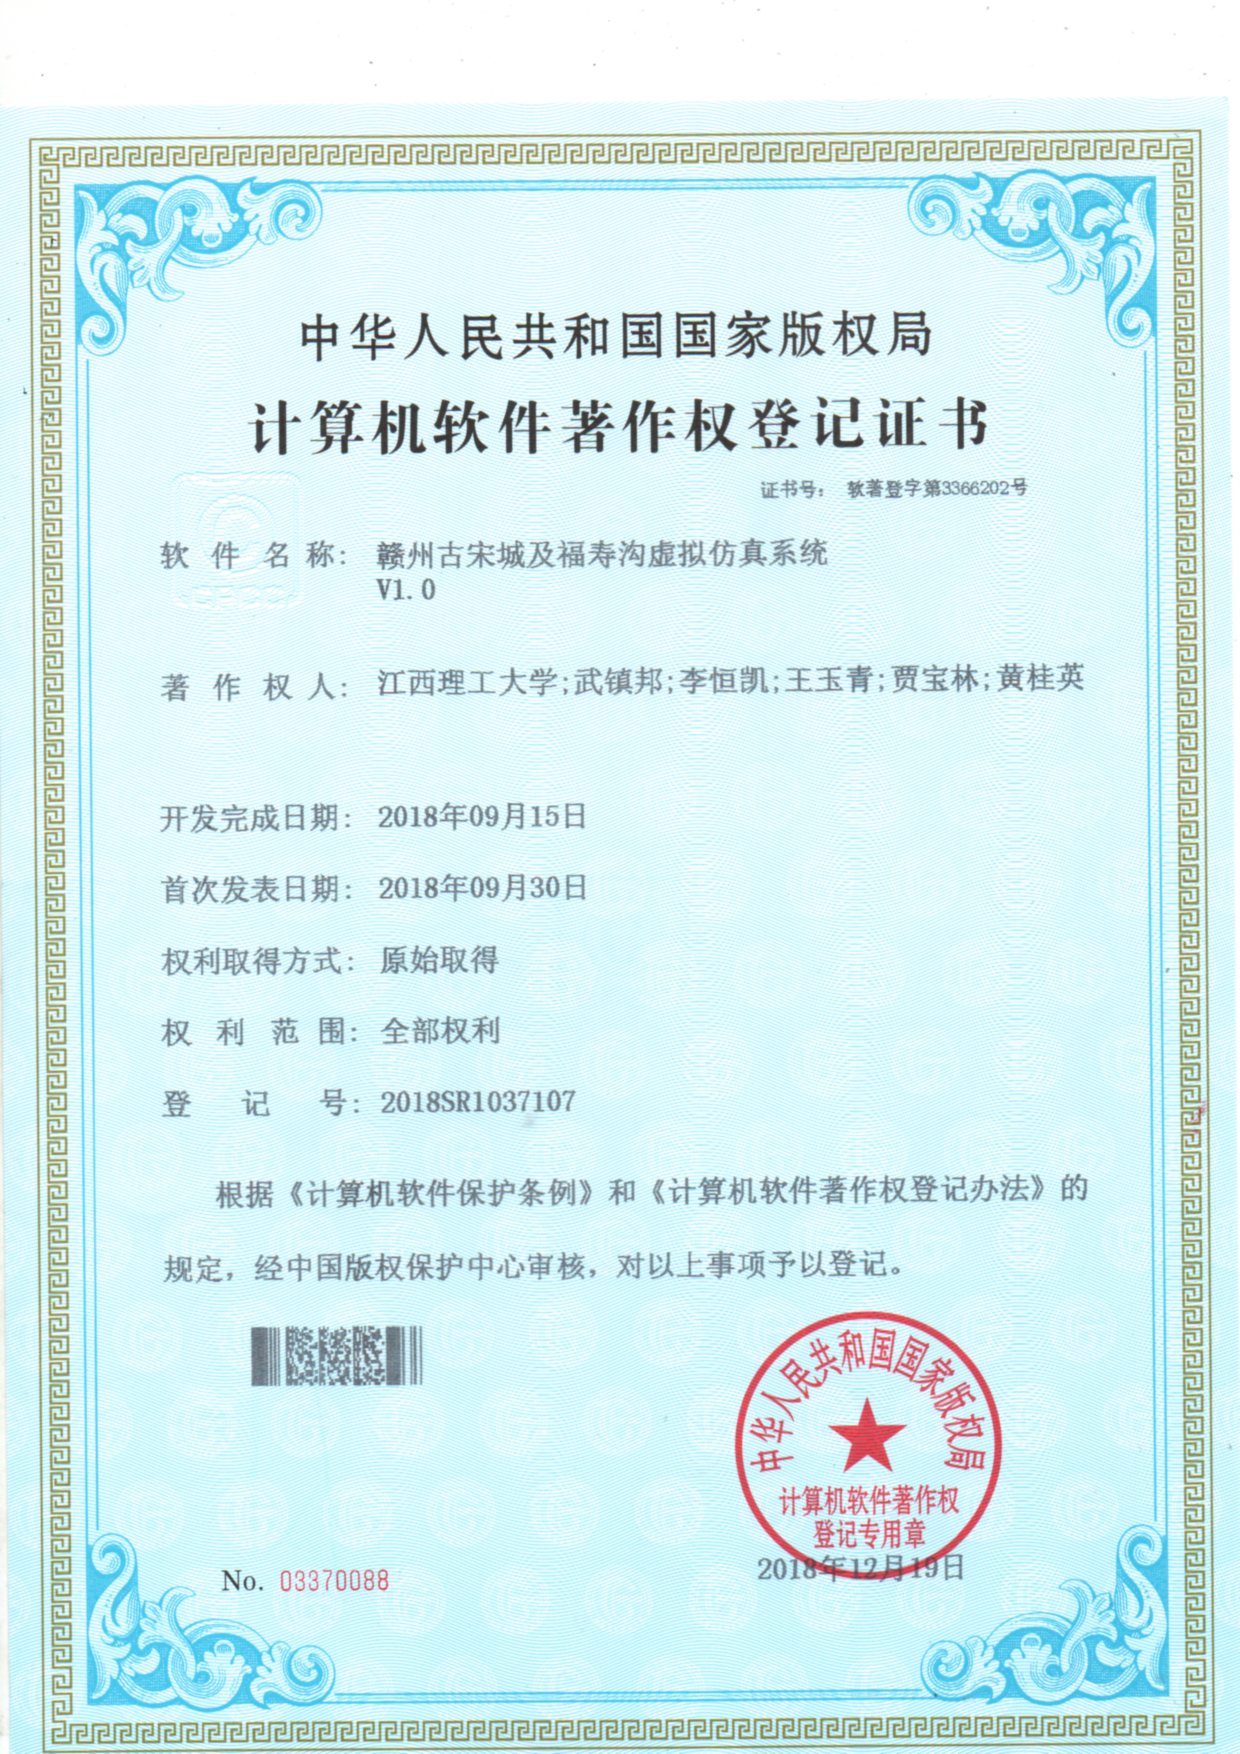 中华人民共和国国家版权局
计算机软件著作权登记证书
证书号： 软著登字第3366202号
软件名称： 赣州古宋城及福寿沟虚拟仿真系统
V1.0
著作权人： 江西理工大学;武镇邦;李恒凯;王玉青;贾宝林;黄桂英
开发完成日期： 2018年09月15日
首次发表日期： 2018年09月30日
权利取得方式： 原始取得
权利范围： 全部权利
登记号： 2018SR1037107
根据《计算机软件保护条例》和《计算机软件著作权登记办法》的
规定，经中国版权保护中心审核，对以上事项予以登记。
中华人民共和国国家版权局
计算机软件著作权
登记专用章
2018年12月19日
No. 03370088